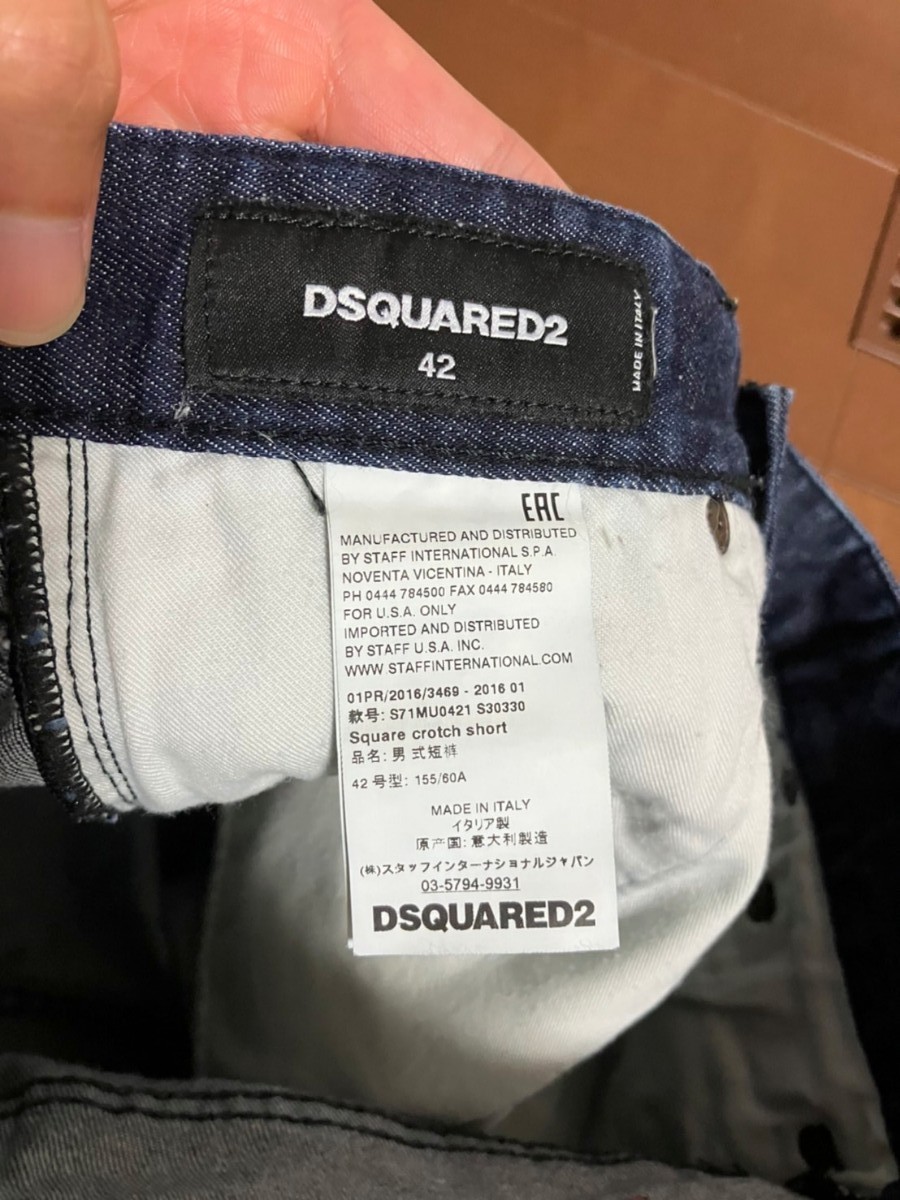 DSQUARED2
42
MADE IN ITALY
EAC
MANUFACTURED AND DISTRIBUTED
BY STAFF INTERNATIONAL S.P.A.
NOVENTA VICENTINA - ITALY
PH 0444 784500 FAX 0444 784580
FOR U.S.A. ONLY
IMPORTED AND DISTRIBUTED
BY STAFF U.S.A. INC.
WWW.STAFFINTERNATIONAL.COM
01PR/2016/3469 - 2016 01
款号: S71MU0421 S30330
Square crotch short
品名: 男 式 短裤
42 号型: 155/60A
MADE IN ITALY
イタリア製
原产国: 意大利製造
(株)スタッフインターナショナルジャパン
03-5794-9931
DSQUARED2